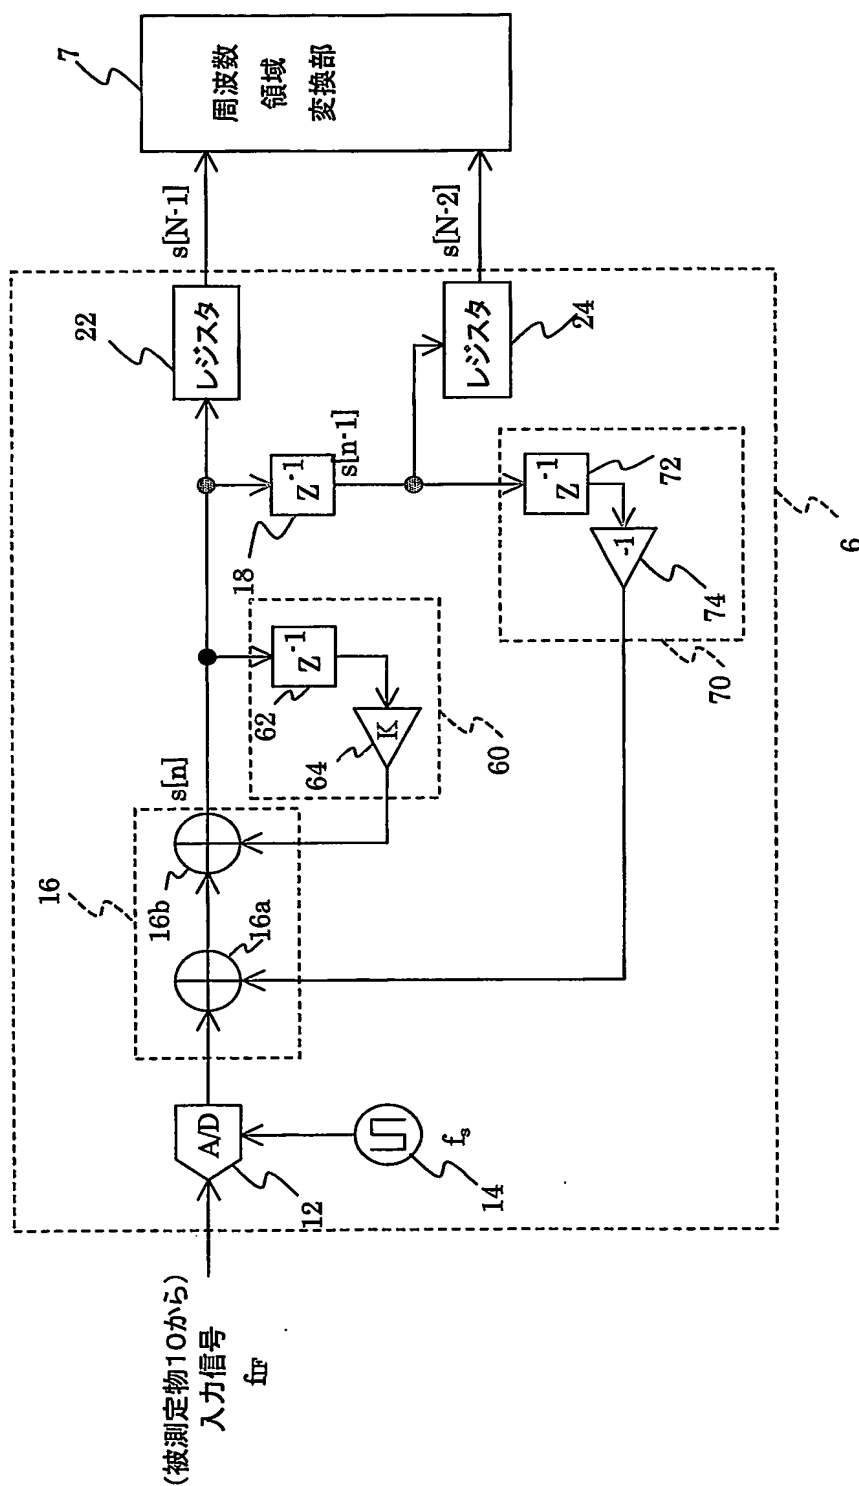 (被測定物10から)
入力信号
fIF
A/D
12
14
fs
16
16a
16b
s[n]
62
Z-1
64
K
60
18
Z-1
s[n-1]
22
レジスタ
s[N-1]
24
レジスタ
s[N-2]
72
Z-1
74
-1
70
6
7
周波数
領域
変換部